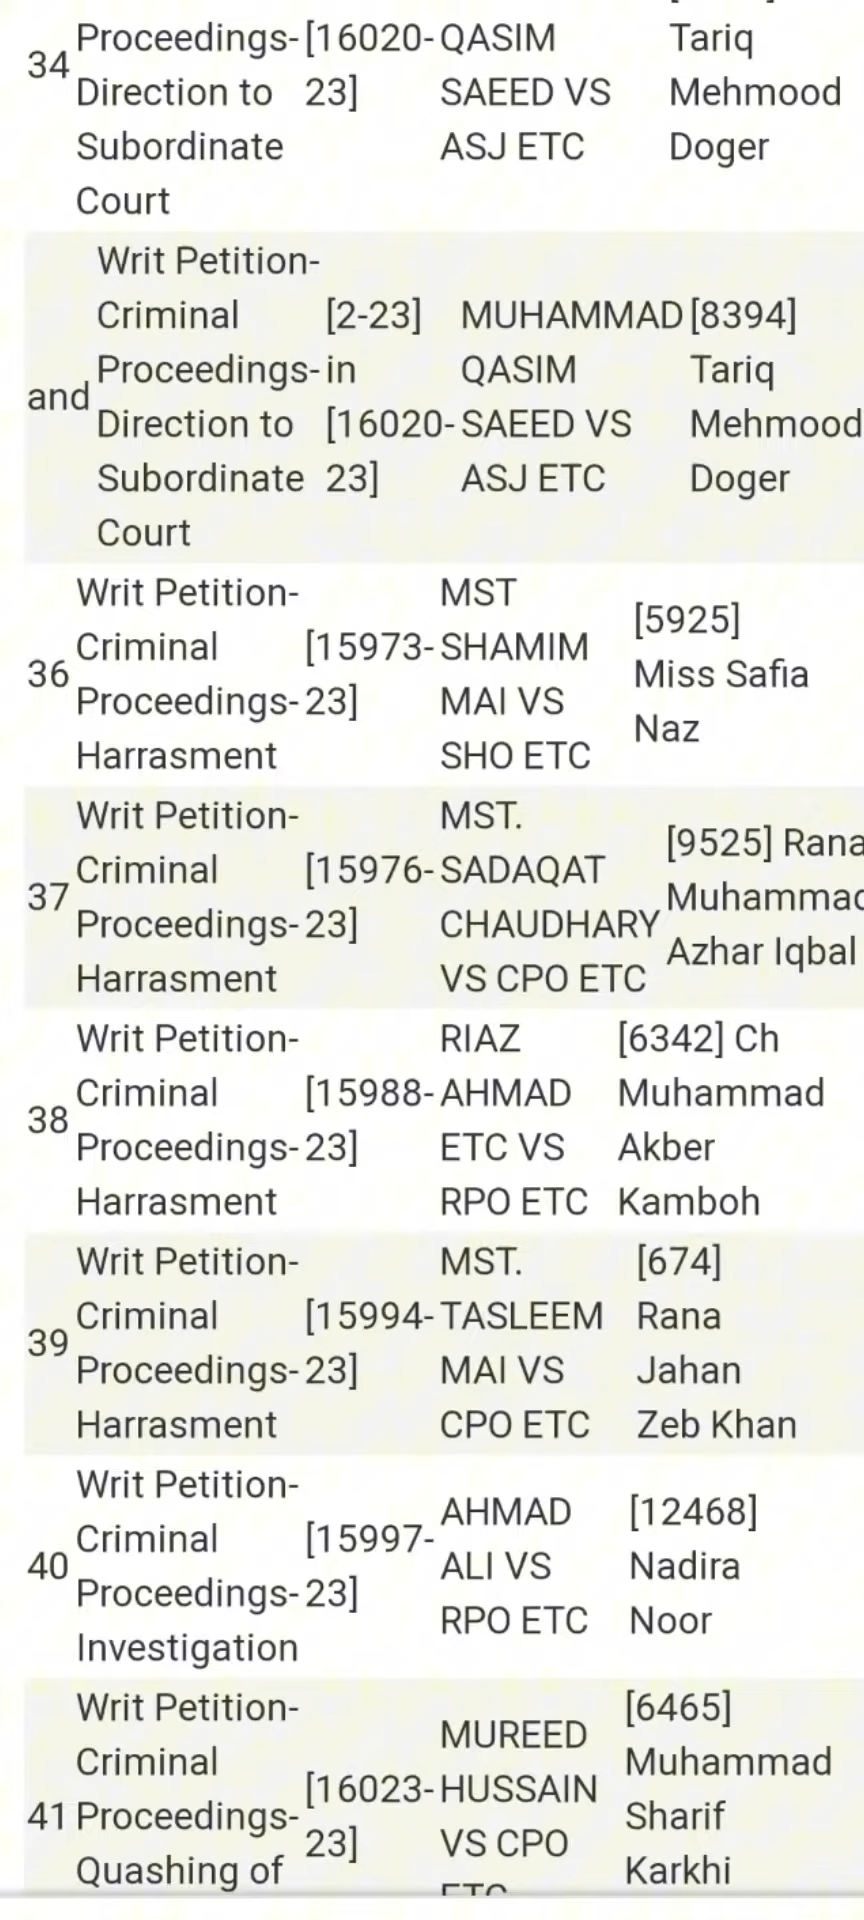 34
Proceedings-
Direction to
Subordinate
Court
[16020-
23]
QASIM
SAEED VS
ASJ ETC
Tariq
Mehmood
Doger
and
Writ Petition-
Criminal
Proceedings-
Direction to
Subordinate
Court
[2-23]
in
[16020-
23]
MUHAMMAD
QASIM
SAEED VS
ASJ ETC
[8394]
Tariq
Mehmood
Doger
36
Writ Petition-
Criminal
Proceedings-
Harrasment
[15973-
23]
MST
SHAMIM
MAI VS
SHO ETC
[5925]
Miss Safia
Naz
37
Writ Petition-
Criminal
Proceedings-
Harrasment
[15976-
23]
MST.
SADAQAT
CHAUDHARY
VS CPO ETC
[9525] Rana
Muhammad
Azhar Iqbal
38
Writ Petition-
Criminal
Proceedings-
Harrasment
[15988-
23]
RIAZ
AHMAD
ETC VS
RPO ETC
[6342] Ch
Muhammad
Akber
Kamboh
39
Writ Petition-
Criminal
Proceedings-
Harrasment
[15994-
23]
MST.
TASLEEM
MAI VS
CPO ETC
[674]
Rana
Jahan
Zeb Khan
40
Writ Petition-
Criminal
Proceedings-
Investigation
[15997-
23]
AHMAD
ALI VS
RPO ETC
[12468]
Nadira
Noor
41
Writ Petition-
Criminal
Proceedings-
Quashing of
[16023-
23]
MUREED
HUSSAIN
VS CPO
ETC
[6465]
Muhammad
Sharif
Karkhi